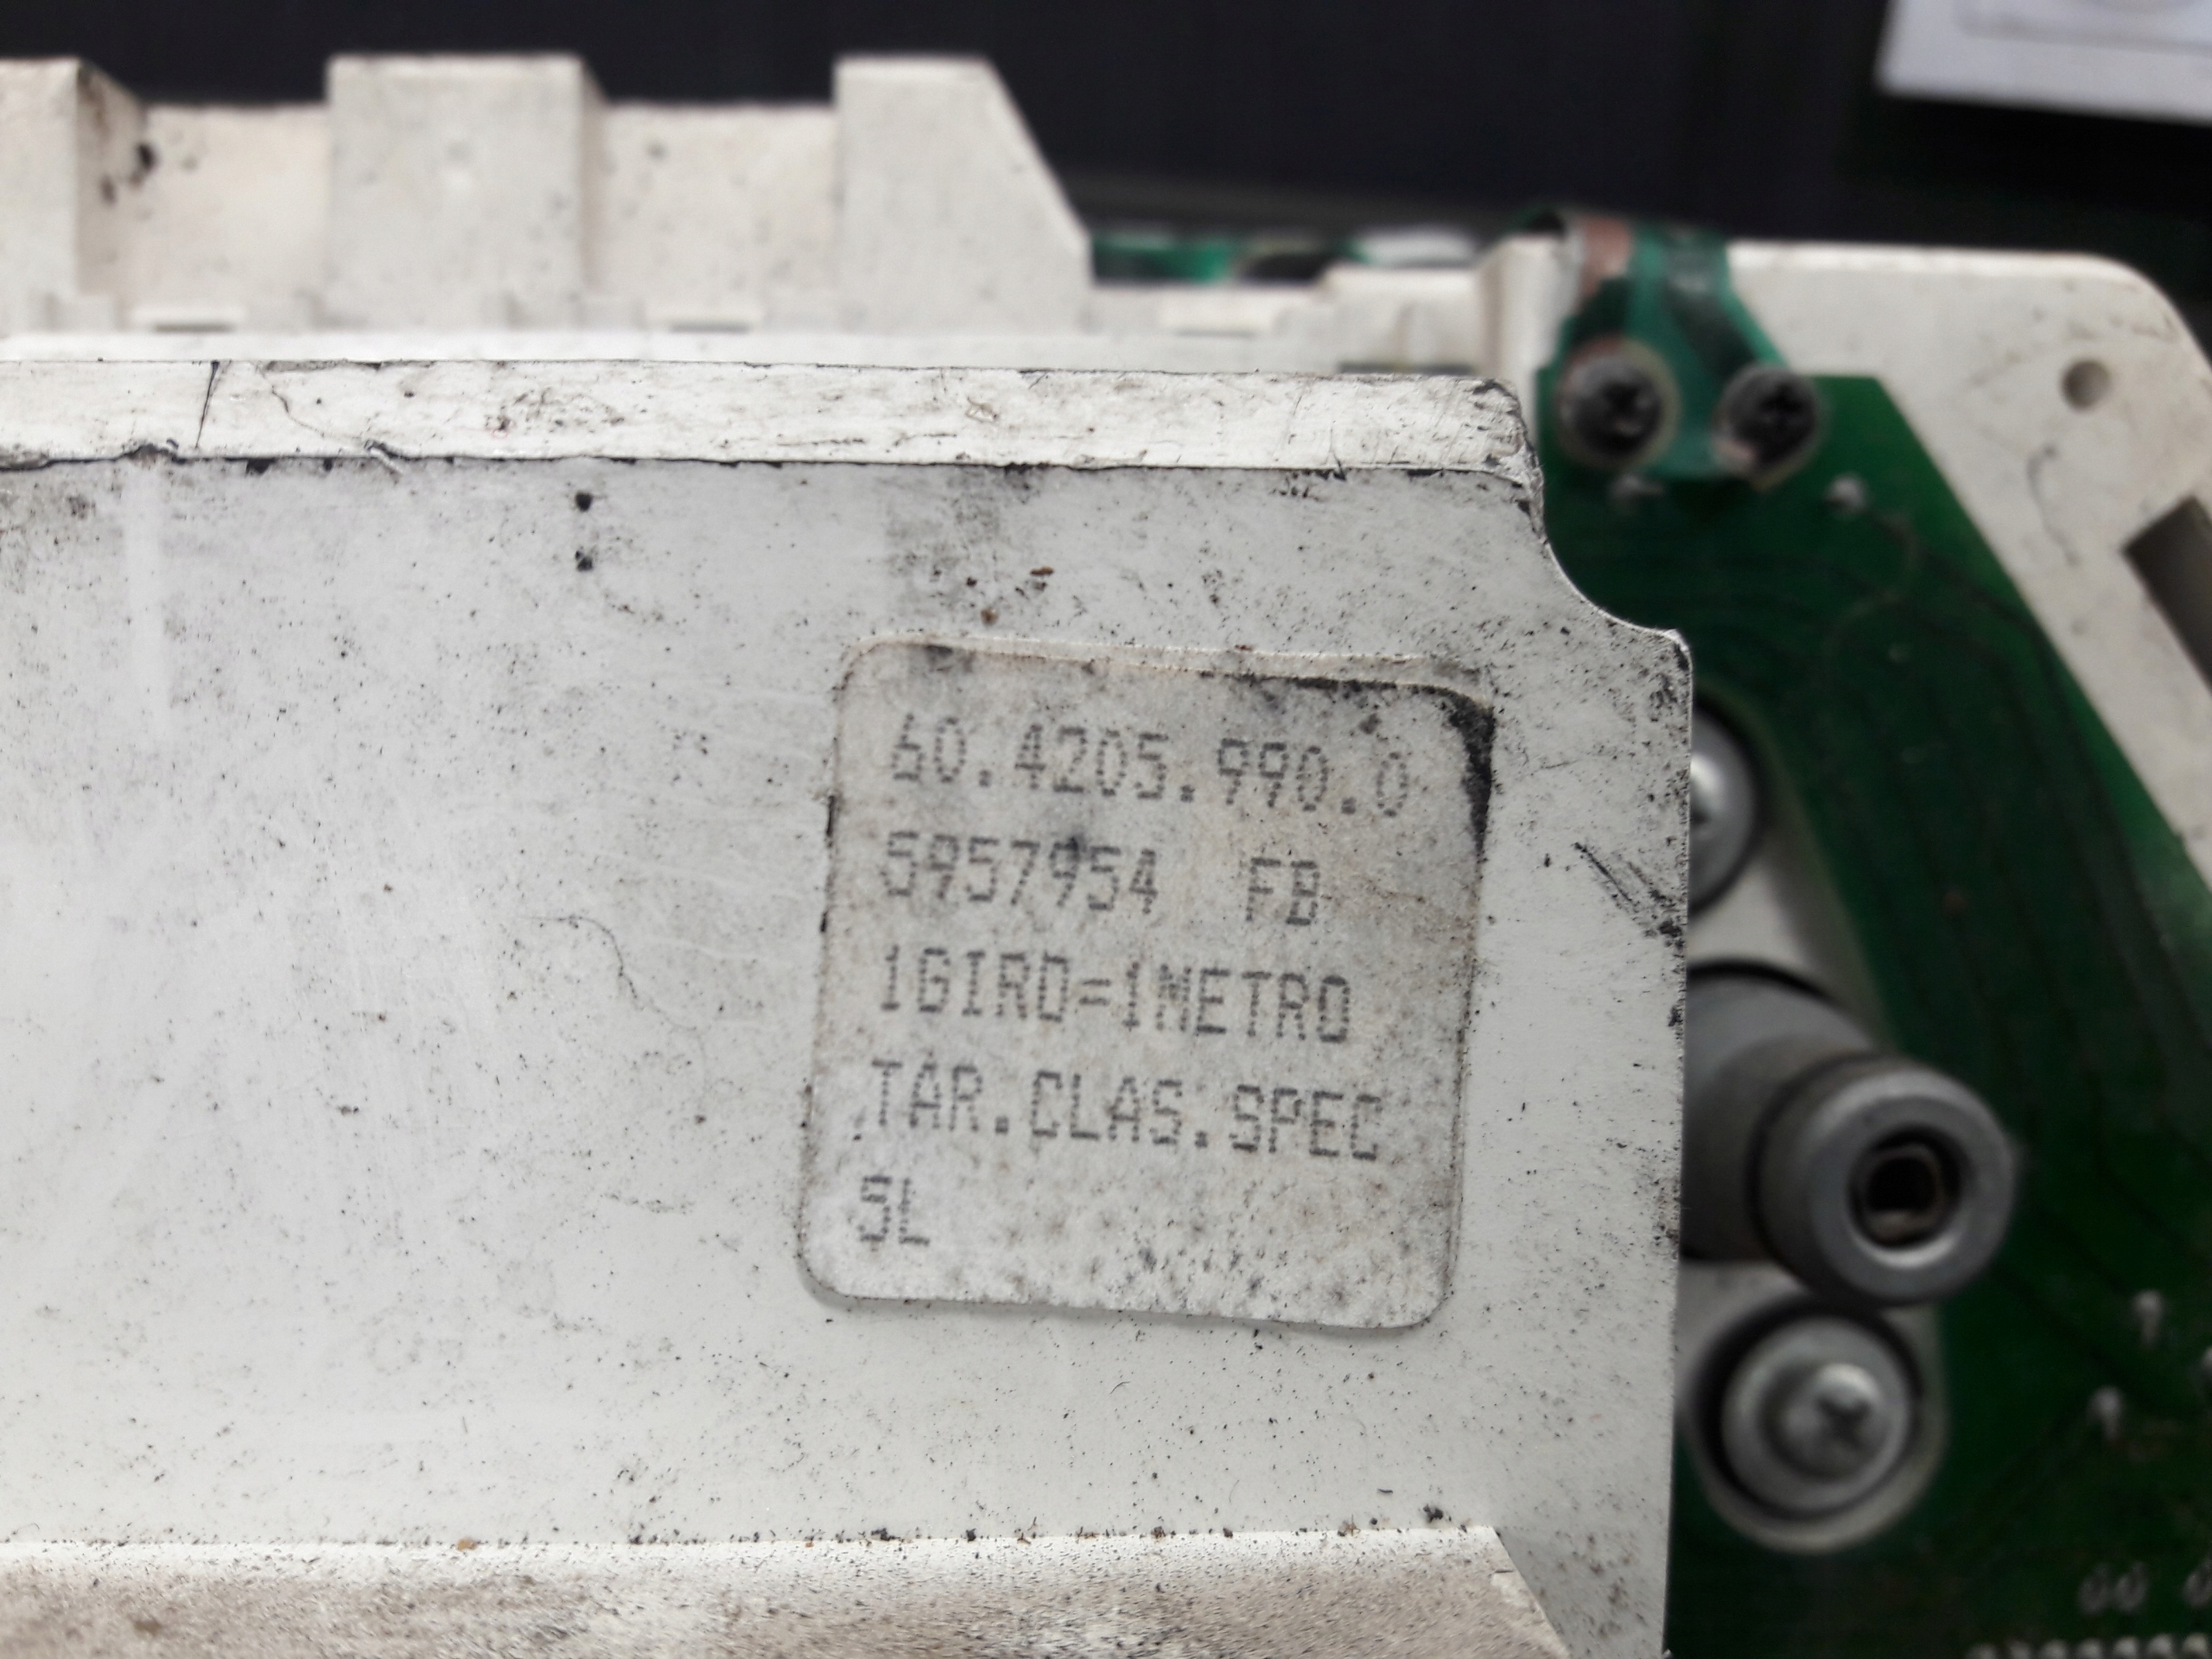 60.4205.990.0
5957954 FB
1GIRO=1METRO
TAR.CLAS.SPEC
SL